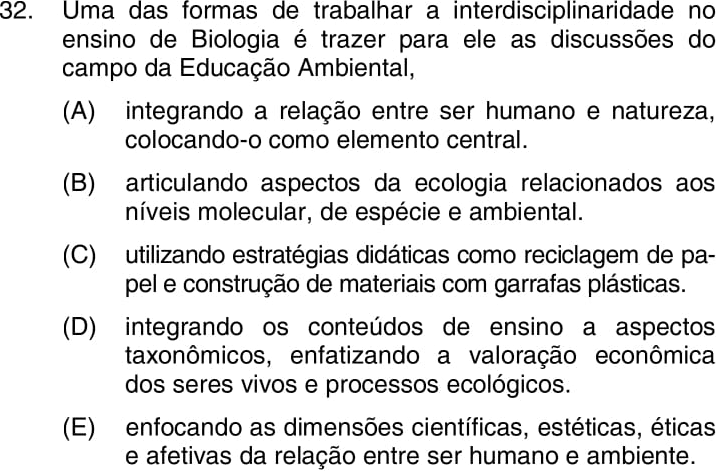 32. Uma das formas de trabalhar a interdisciplinaridade no
ensino de Biologia é trazer para ele as discussões do
campo da Educação Ambiental,
(A) integrando a relação entre ser humano e natureza,
colocando-o como elemento central.
(B) articulando aspectos da ecologia relacionados aos
níveis molecular, de espécie e ambiental.
(C) utilizando estratégias didáticas como reciclagem de pa-
pel e construção de materiais com garrafas plásticas.
(D) integrando os conteúdos de ensino a aspectos
taxonômicos, enfatizando a valoração econômica
dos seres vivos e processos ecológicos.
(E) enfocando as dimensões científicas, estéticas, éticas
e afetivas da relação entre ser humano e ambiente.